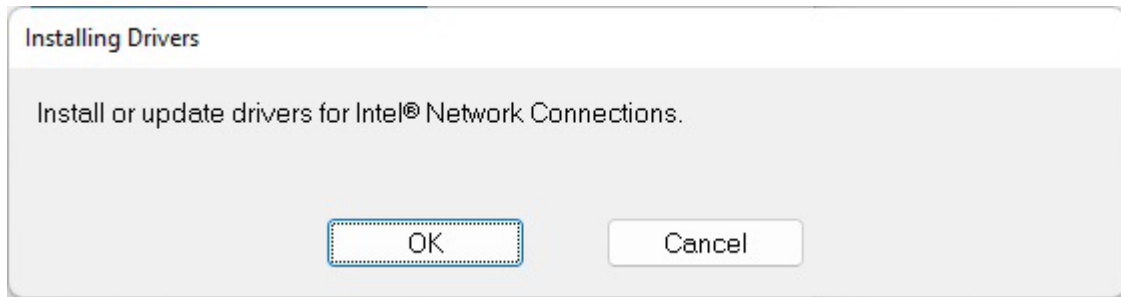 Installing Drivers
Install or update drivers for Intel® Network Connections.
OK
Cancel